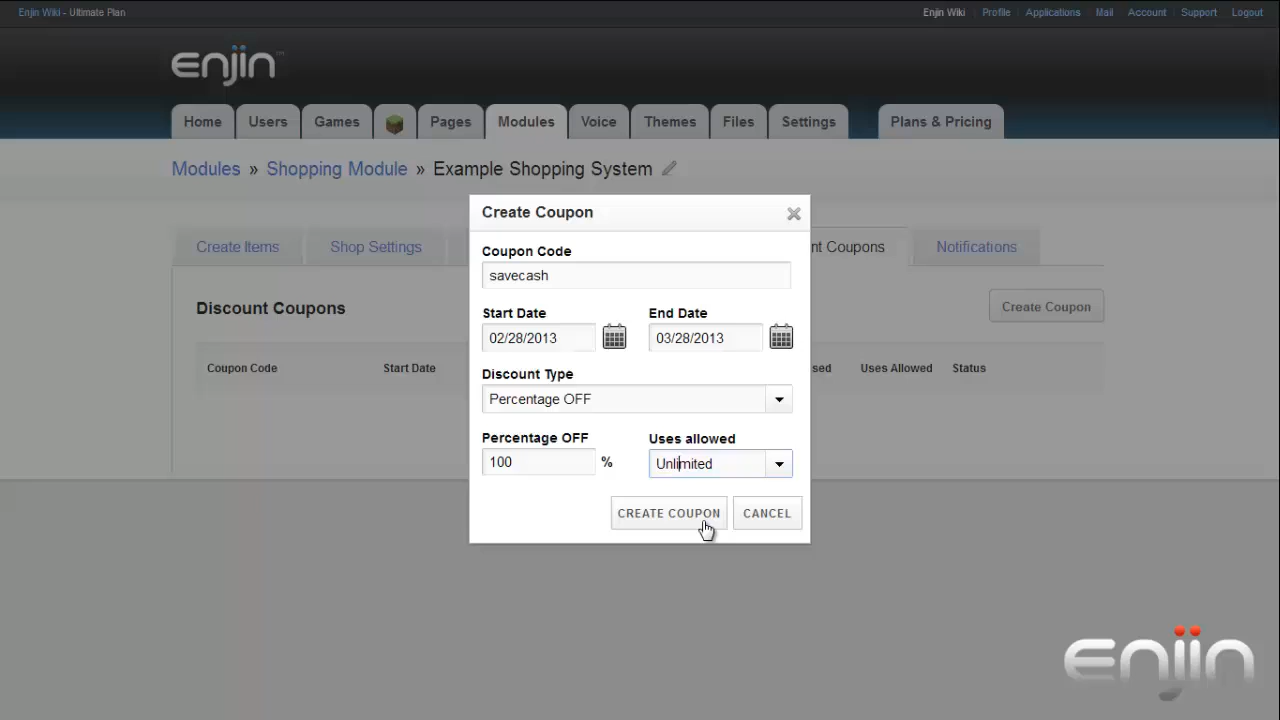 Enjin Wiki - Ultimate Plan
Enjin Wiki Profile Applications Mail Account Support Logout
enjin™
Home Users Games Pages Modules Voice Themes Files Settings Plans & Pricing
Modules » Shopping Module » Example Shopping System
Create Coupon
Create Items Shop Settings nt Coupons Notifications
Coupon Code
savecash
Discount Coupons
Create Coupon
Start Date End Date
02/28/2013 03/28/2013
Coupon Code Start Date sed Uses Allowed Status
Discount Type
Percentage OFF
Percentage OFF Uses allowed
100 % Unlimited
CREATE COUPON CANCEL
enjin